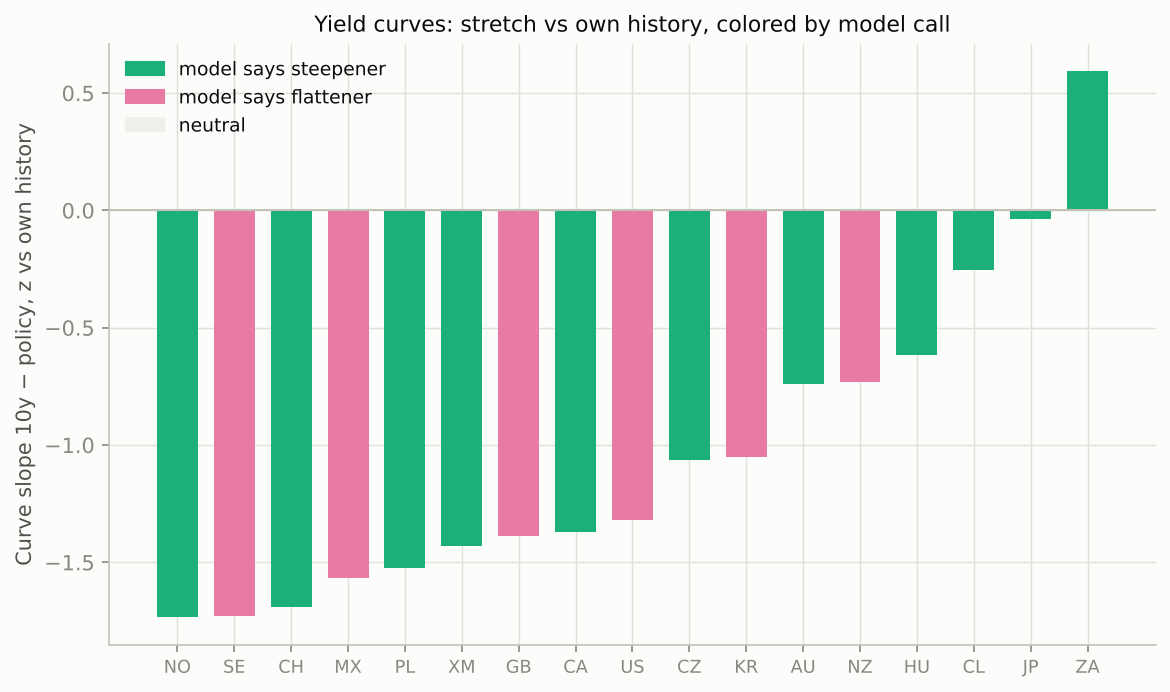 Yield curves: stretch vs own history, colored by model call
model says steepener
model says flattener
neutral
Curve slope 10y − policy, z vs own history
0.5
0.0
−0.5
−1.0
−1.5
NO SE CH MX PL XM GB CA US CZ KR AU NZ HU CL JP ZA